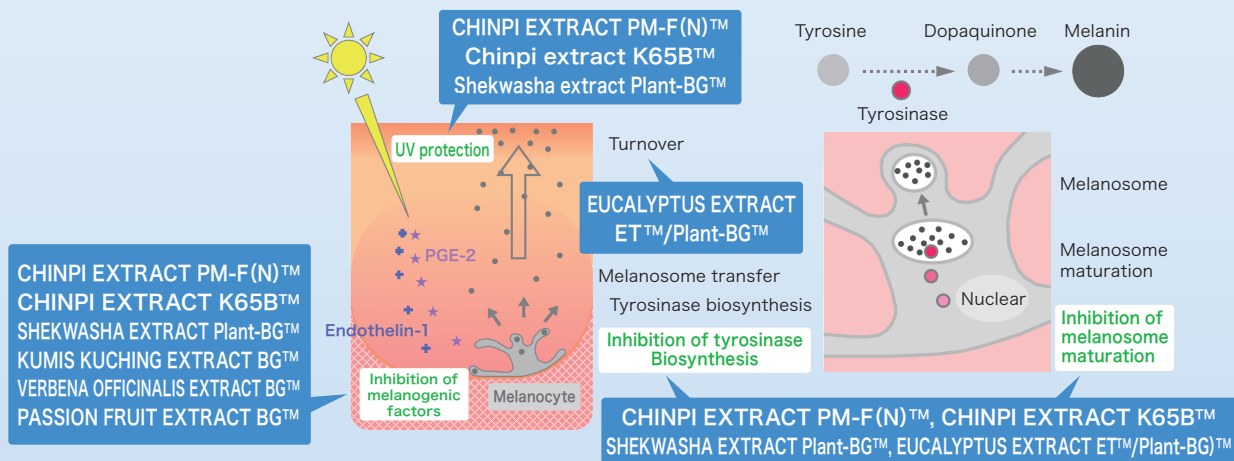 CHINPI EXTRACT PM-F(N)™
Chinpi extract K65B™
Shekwasha extract Plant-BG™
UV protection
PGE-2
Endothelin-1
Inhibition of
melanogenic
factors
Melanocyte
CHINPI EXTRACT PM-F(N)™
CHINPI EXTRACT K65B™
SHEKWASHA EXTRACT Plant-BG™
KUMIS KUCHING EXTRACT BG™
VERBENA OFFICINALIS EXTRACT BG™
PASSION FRUIT EXTRACT BG™
Turnover
EUCALYPTUS EXTRACT
ET™/Plant-BG™
Melanosome transfer
Tyrosinase biosynthesis
Inhibition of tyrosinase
Biosynthesis
Tyrosine
Dopaquinone
Melanin
Tyrosinase
Melanosome
Melanosome
maturation
Nuclear
Inhibition of
melanosome
maturation
CHINPI EXTRACT PM-F(N)™, CHINPI EXTRACT K65B™
SHEKWASHA EXTRACT Plant-BG™, EUCALYPTUS EXTRACT ET™/Plant-BG)™